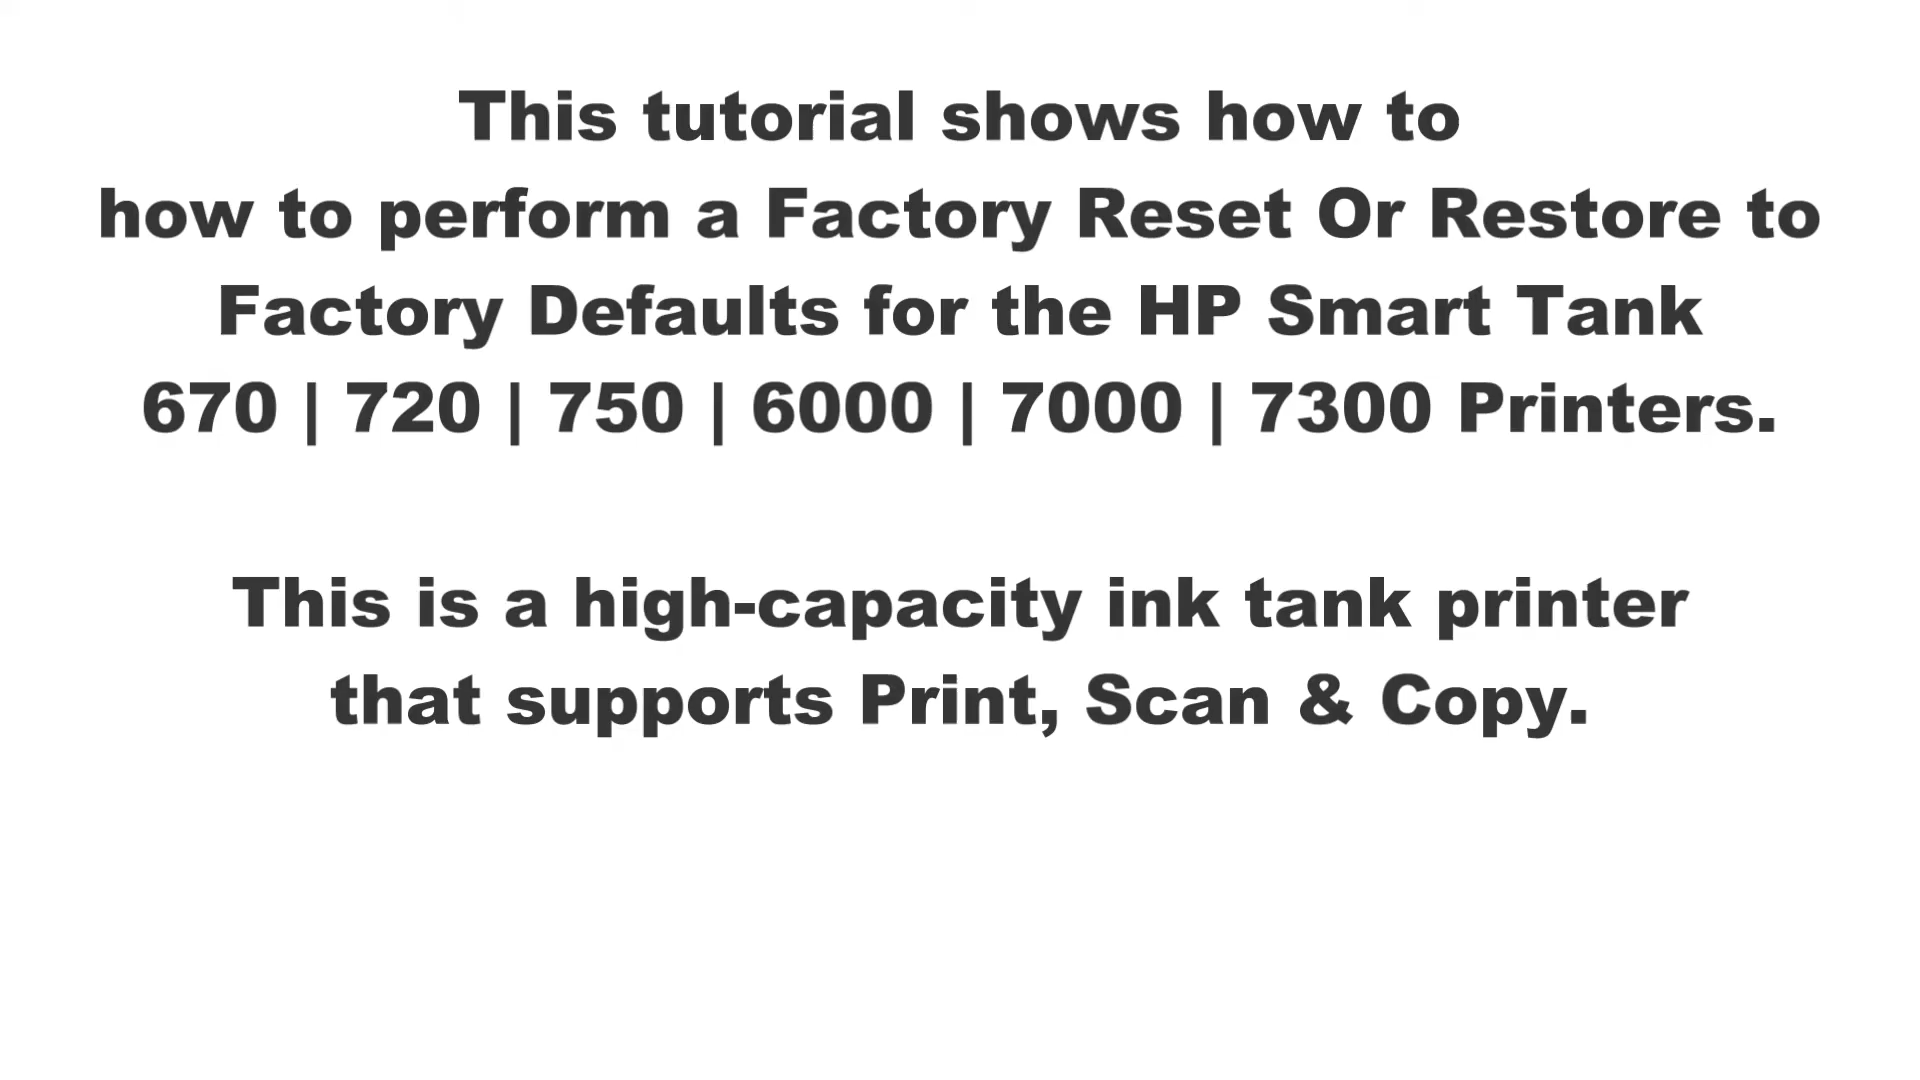 This tutorial shows how to
how to perform a Factory Reset Or Restore to
Factory Defaults for the HP Smart Tank
670 | 720 | 750 | 6000 | 7000 | 7300 Printers.
This is a high-capacity ink tank printer
that supports Print, Scan & Copy.